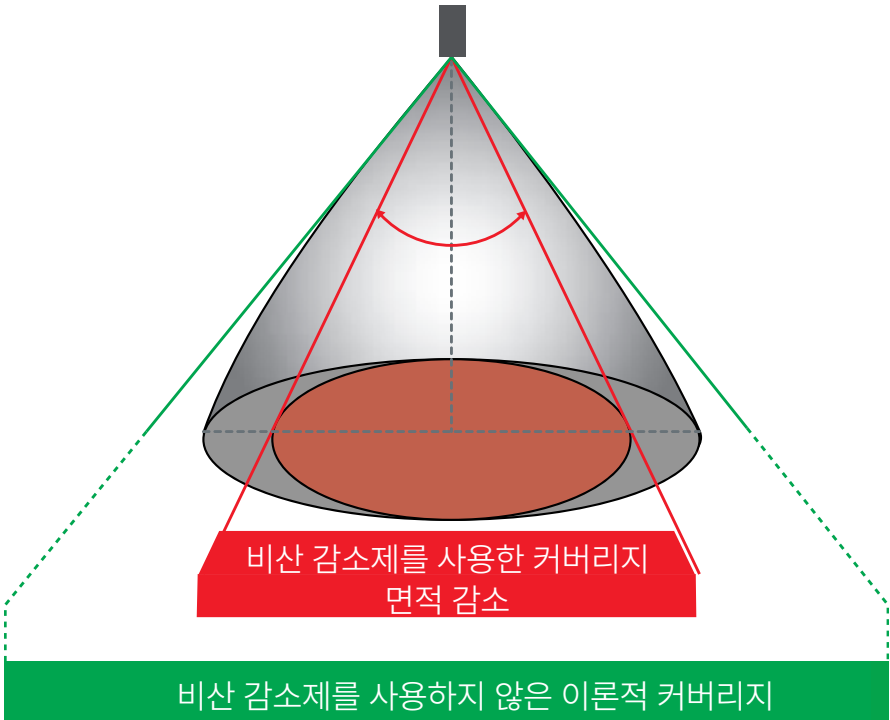 비산 감소제를 사용한 커버리지
면적 감소
비산 감소제를 사용하지 않은 이론적 커버리지